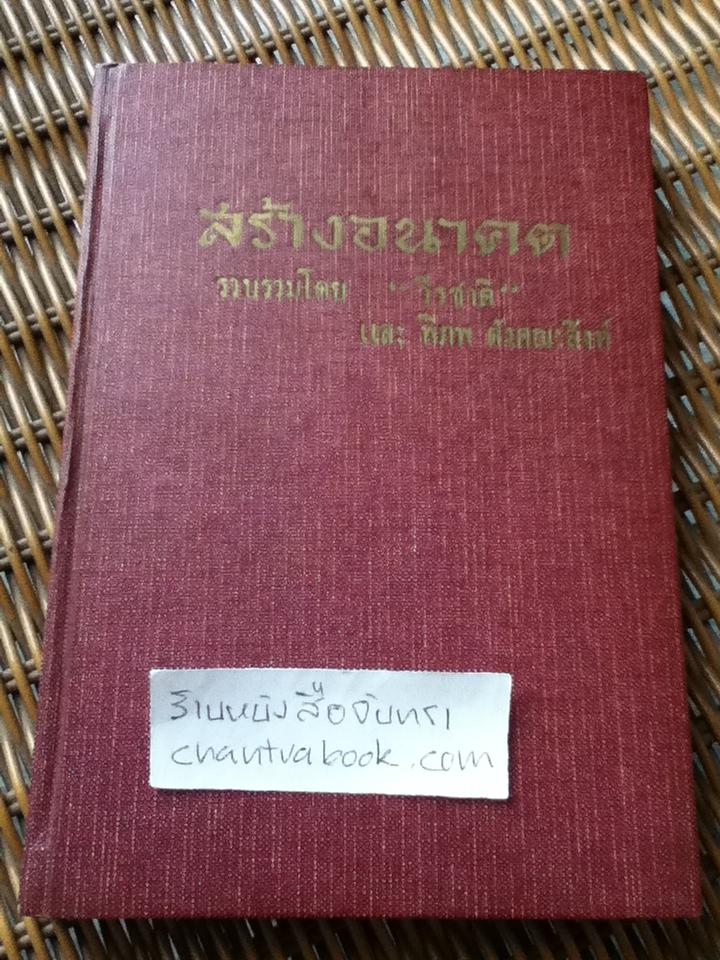 สร้างอนาคต
รวบรวมโดย "วีรชาติ"
และ ทีภพ ดังคณะสิงห์
ร้านหนังสือจันทรา
chantrabook.com